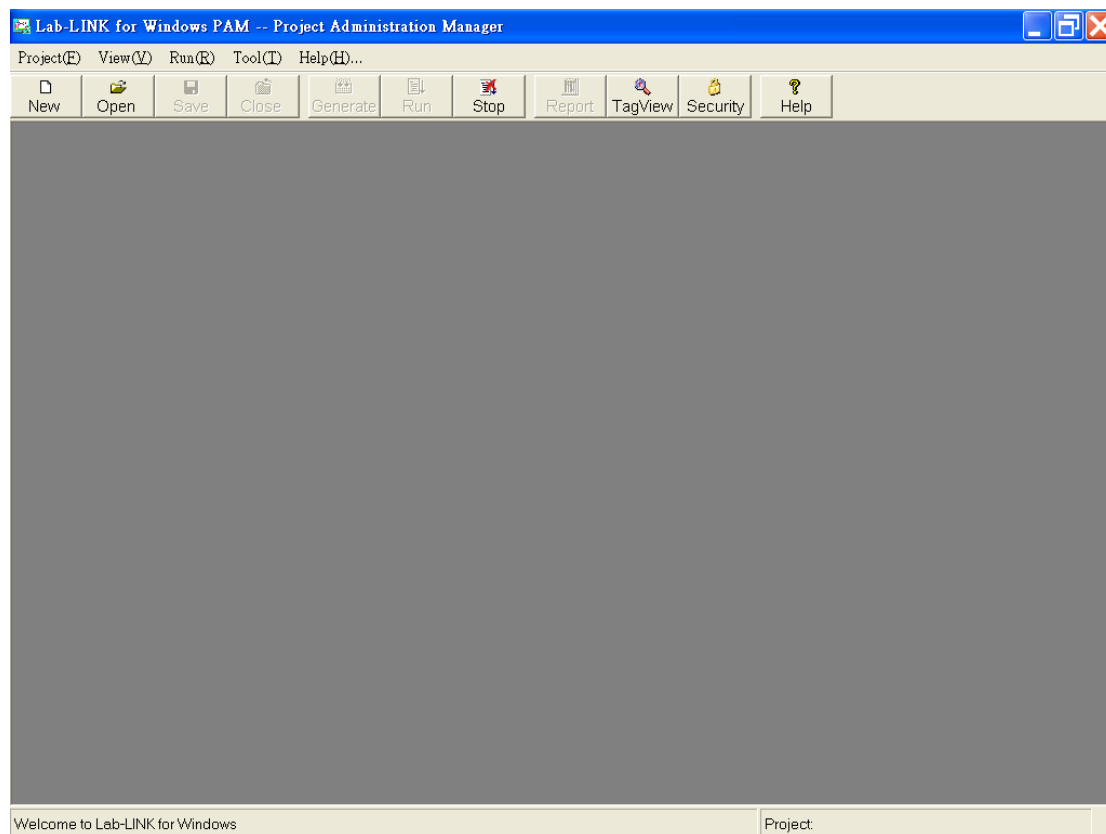 Lab-LINK for Windows PAM -- Project Administration Manager
Project(F) View(V) Run(R) Tool(T) Help(H)...
New Open Save Close Generate Run Stop Report TagView Security Help
Welcome to Lab-LINK for Windows Project: